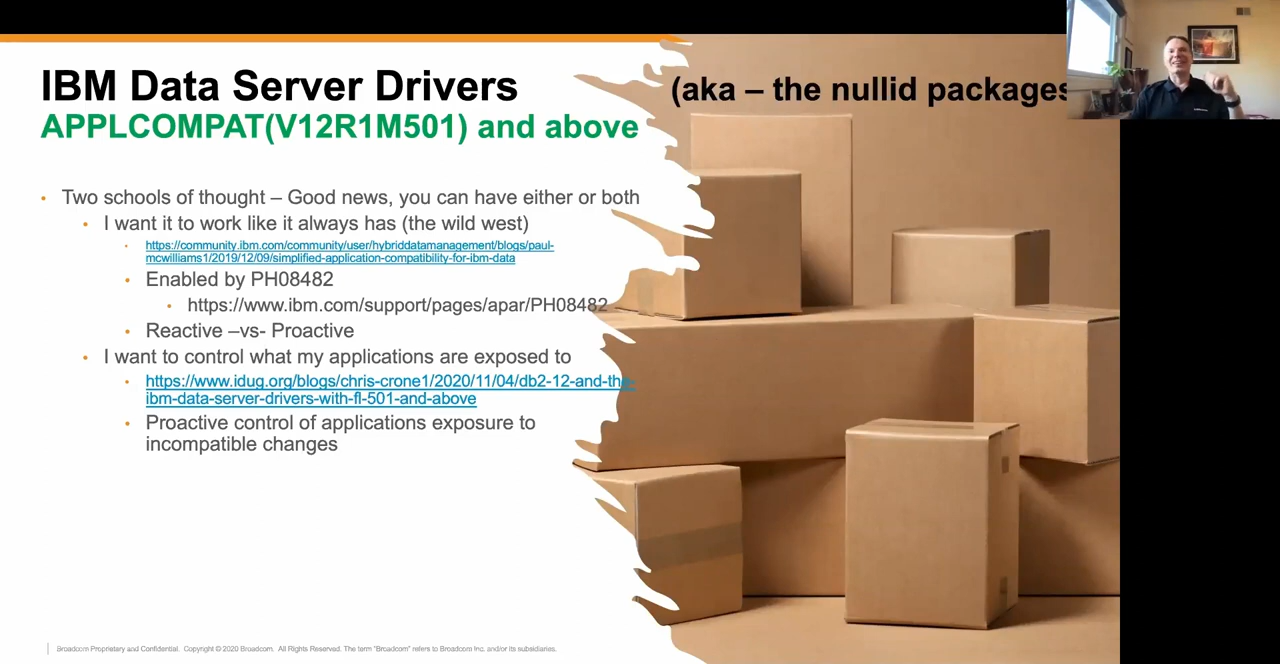 IBM Data Server Drivers
(aka – the nullid packages
APPLCOMPAT(V12R1M501) and above
• Two schools of thought – Good news, you can have either or both
• I want it to work like it always has (the wild west)
• https://community.ibm.com/community/user/hybriddatamanagement/blogs/paul-
mcwilliams1/2019/12/09/simplified-application-compatibility-for-ibm-data
• Enabled by PH08482
• https://www.ibm.com/support/pages/apar/PH08482
• Reactive –vs- Proactive
• I want to control what my applications are exposed to
• https://www.idug.org/blogs/chris-crone1/2020/11/04/db2-12-and-the-
ibm-data-server-drivers-with-fl-501-and-above
• Proactive control of applications exposure to
incompatible changes
Broadcom Proprietary and Confidential. Copyright © 2020 Broadcom. All Rights Reserved. The term "Broadcom" refers to Broadcom Inc. and/or its subsidiaries.